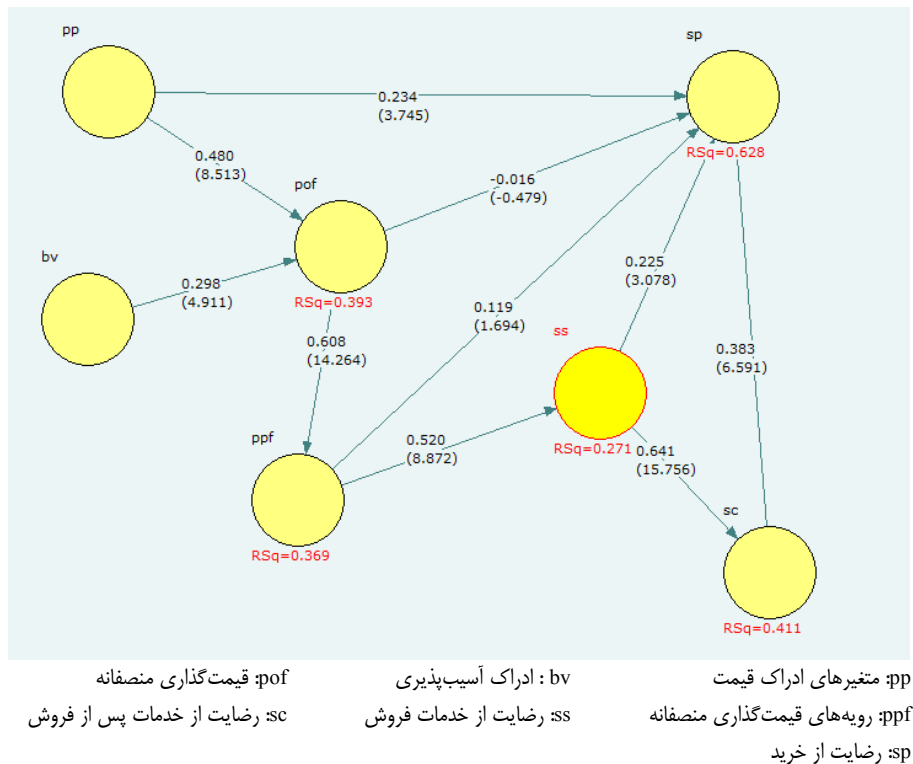 pp
sp
0.234
(3.745)
RSq=0.628
0.480
(8.513)
pof
-0.016
(-0.479)
bv
0.298
(4.911)
RSq=0.393
0.225
(3.078)
0.119
(1.694)
ss
0.608
(14.264)
0.383
(6.591)
ppf
0.520
(8.872)
RSq=0.271
0.641
(15.756)
sc
RSq=0.369
RSq=0.411
pp: متغیرهای ادراک قیمت bv : ادراک آسیب‌پذیری pof: قیمت‌گذاری منصفانه
ppf: رویه‌های قیمت‌گذاری منصفانه ss: رضایت از خدمات فروش sc: رضایت از خدمات پس از فروش
sp: رضایت از خرید